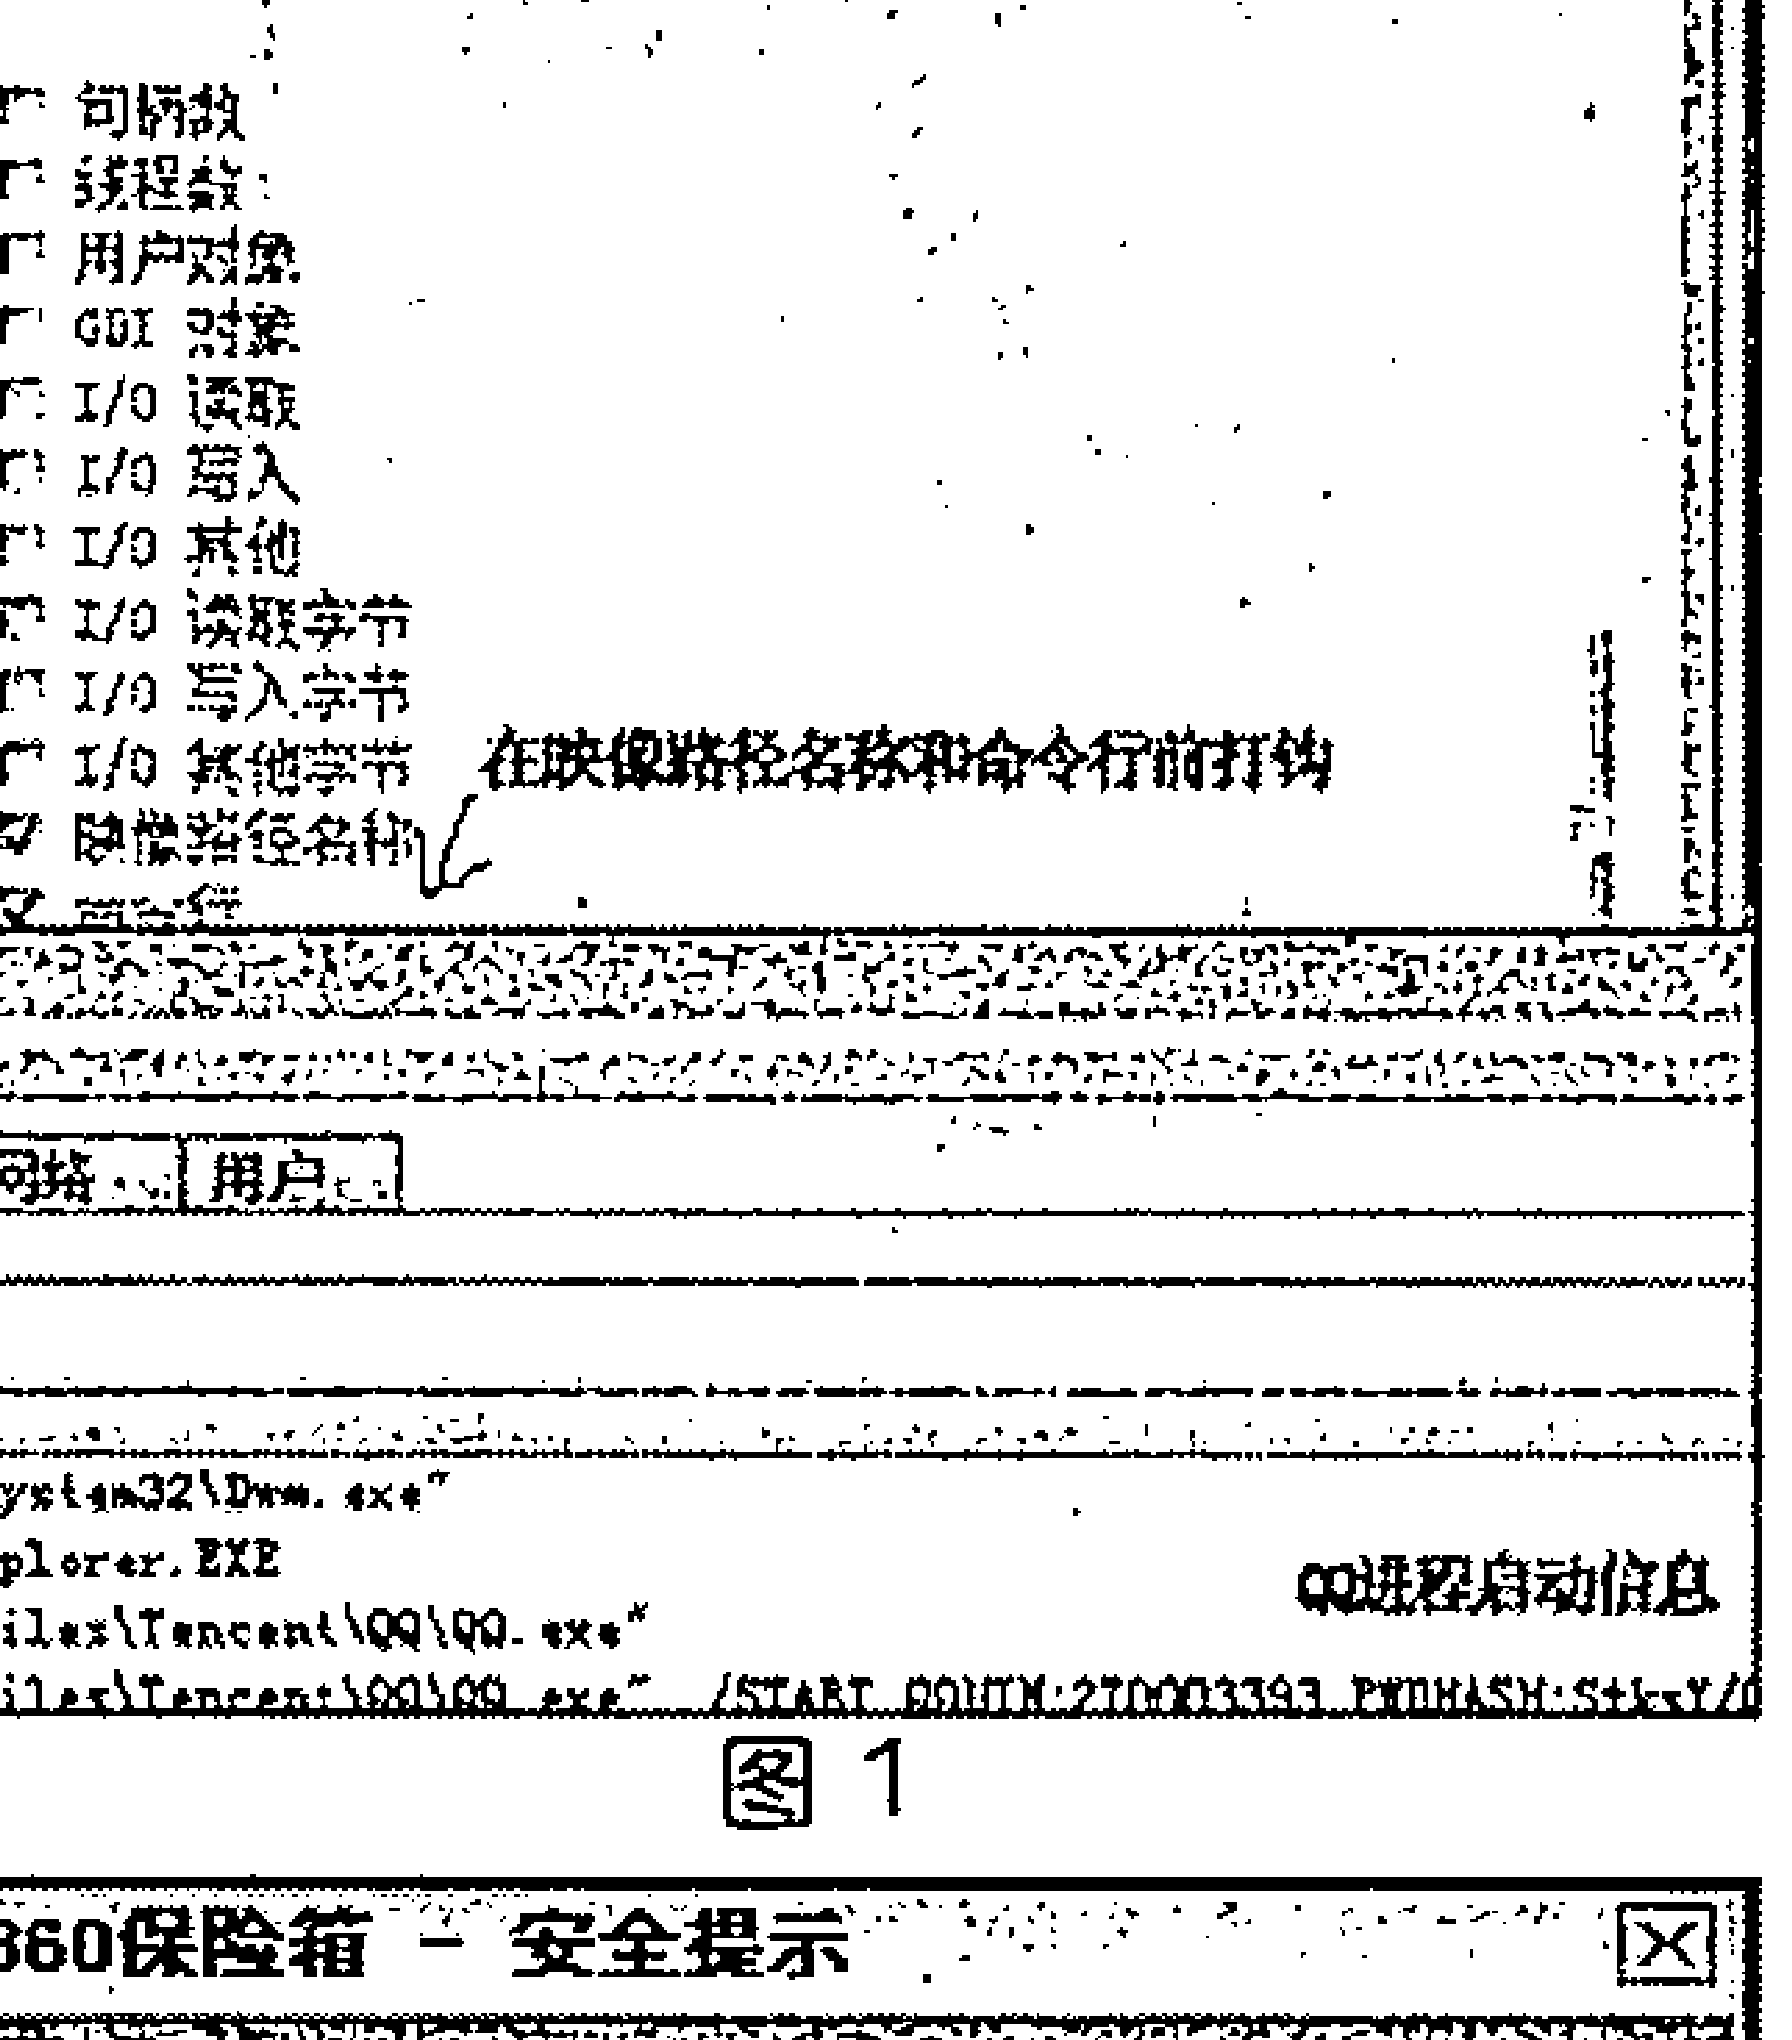 句柄数
线程数
用户对象
GDI 对象
I/O 读取
I/O 写入
I/O 其他
I/O 读取字节
I/O 写入字节
I/O 其他字节
在映像路径名称和命令行前打钩
映像路径名称
命令行
网络
用户
ystem32\Dwm.exe"
plorer.EXE
QQ进程启动信息
iles\Tencent\QQ\QQ.exe"
iles\Tencent\QQ\QQ.exe" /START QQUIN: PWDHASH:
图 1
360保险箱 - 安全提示